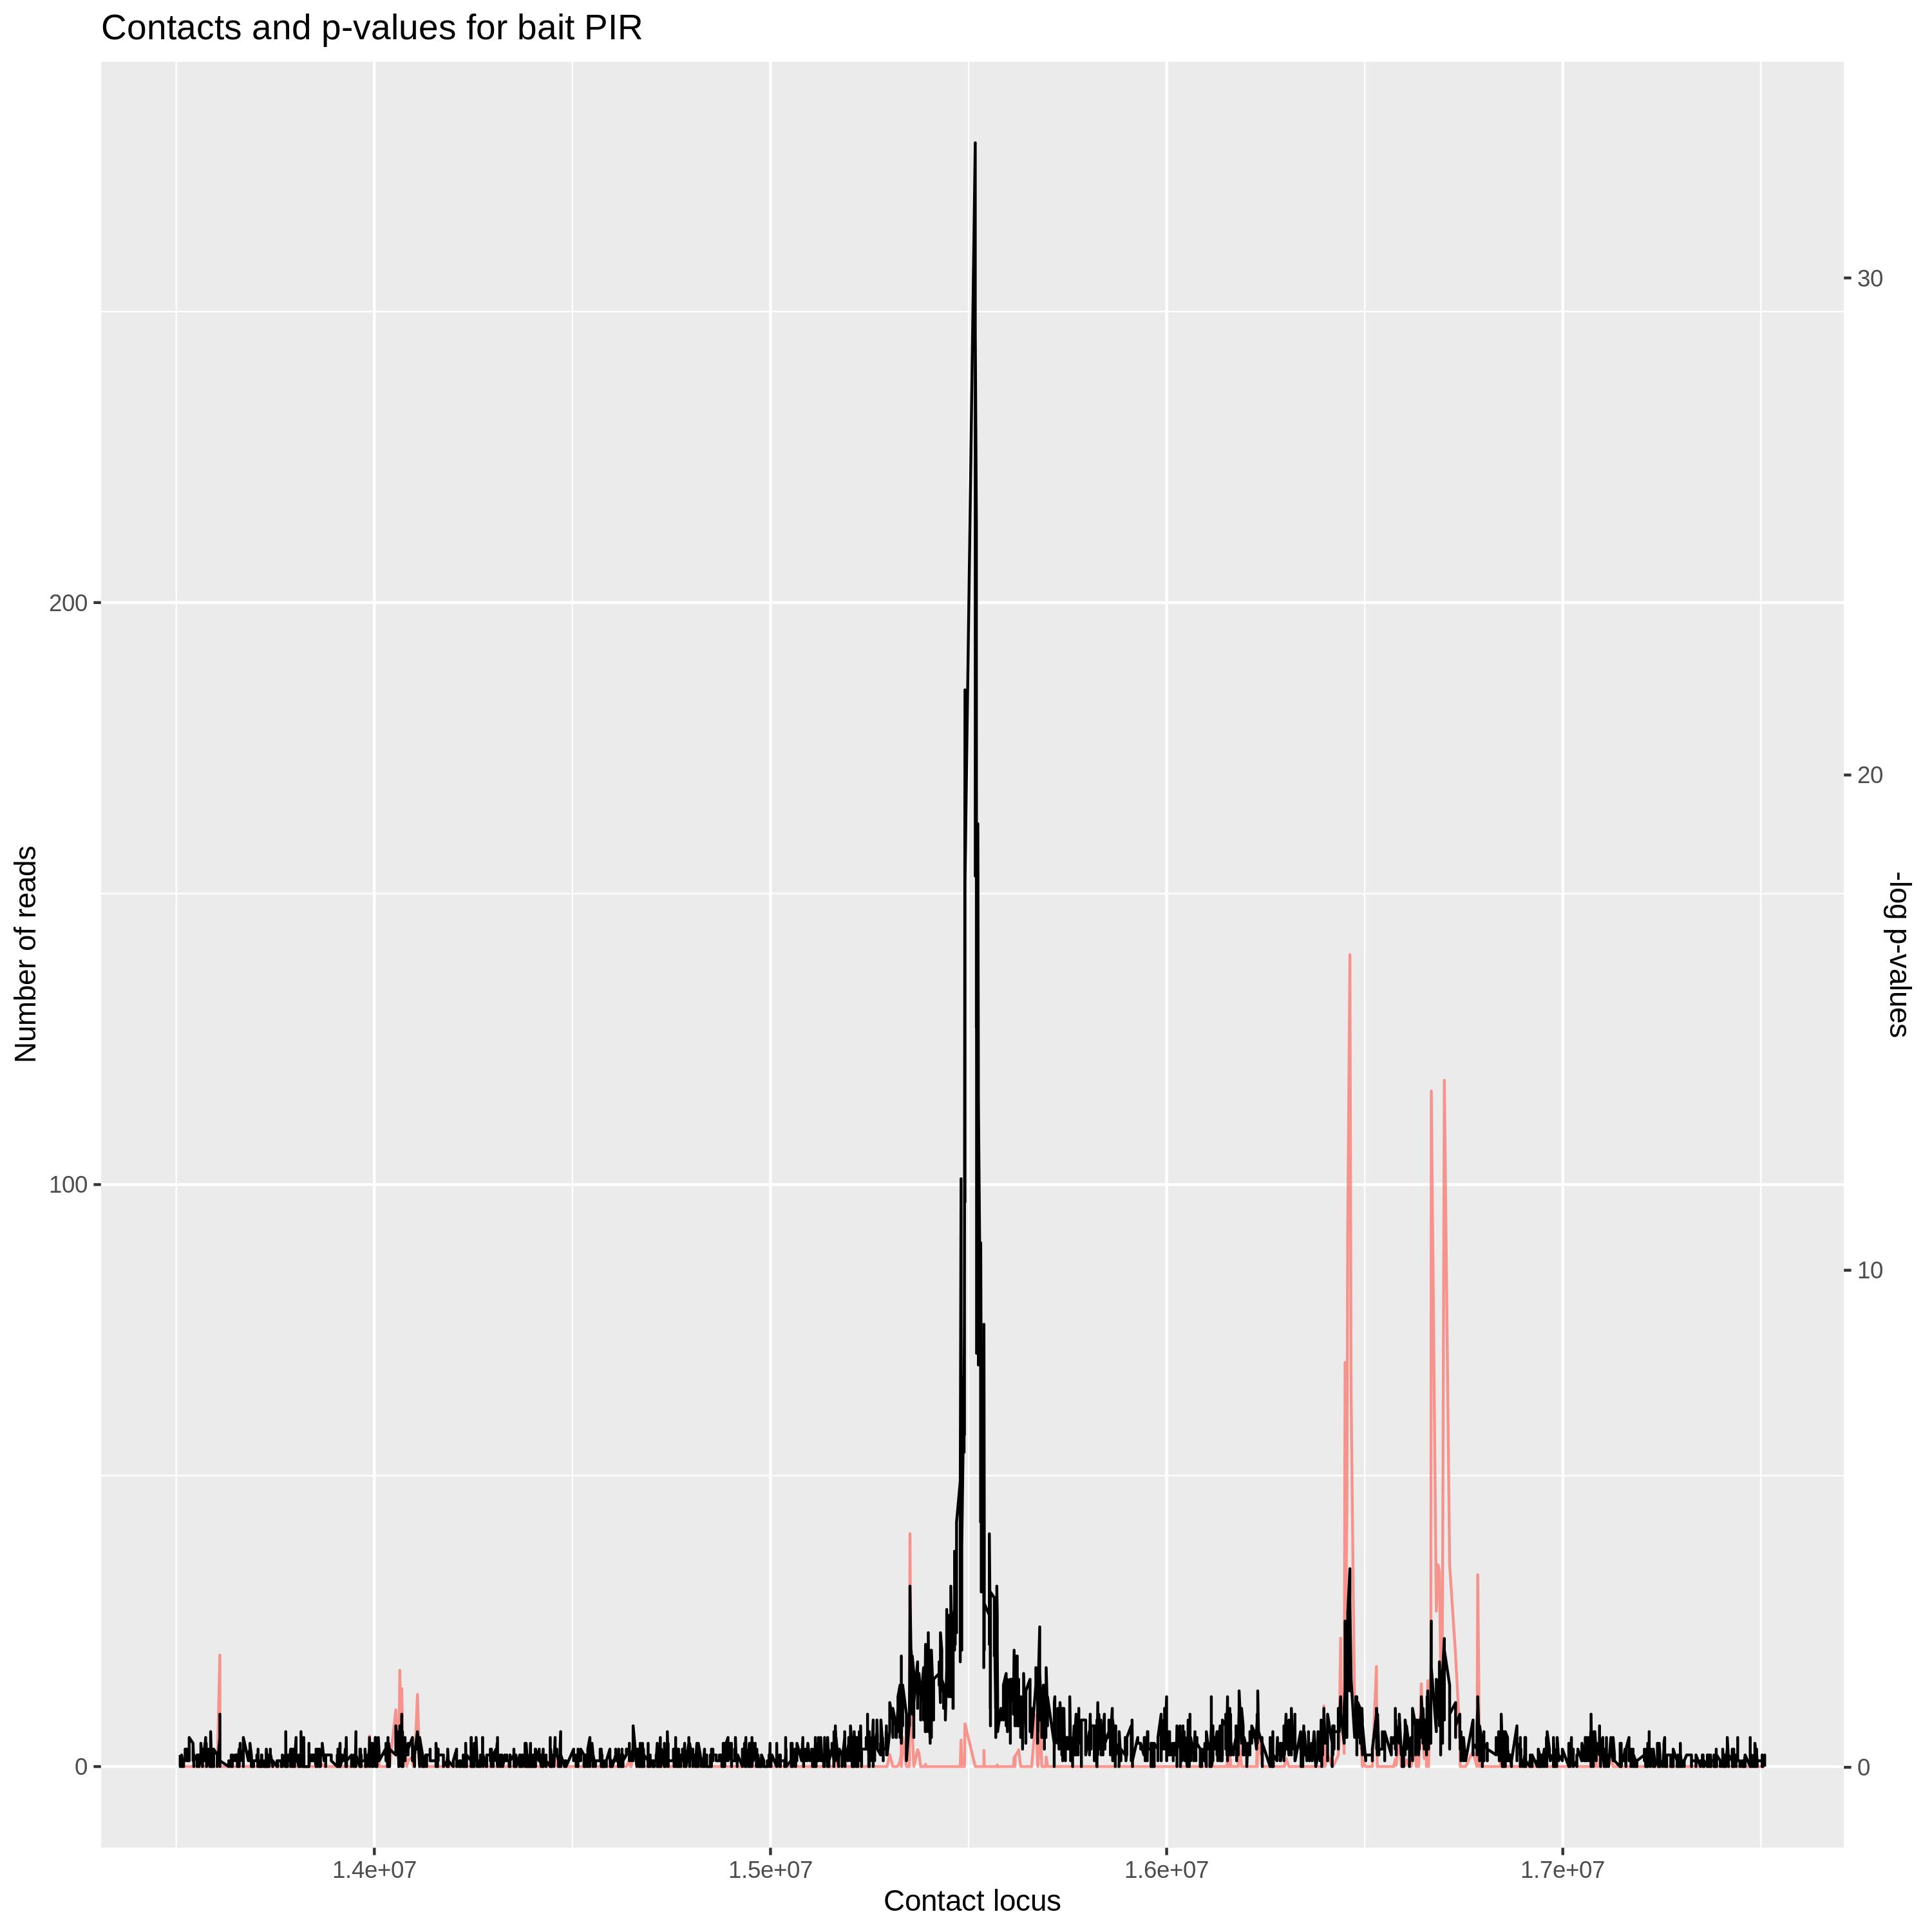 Contacts and p-values for bait PIR
30
20
10
0
200
100
0
Number of reads
-log p-values
1.4e+07 1.5e+07 1.6e+07 1.7e+07
Contact locus